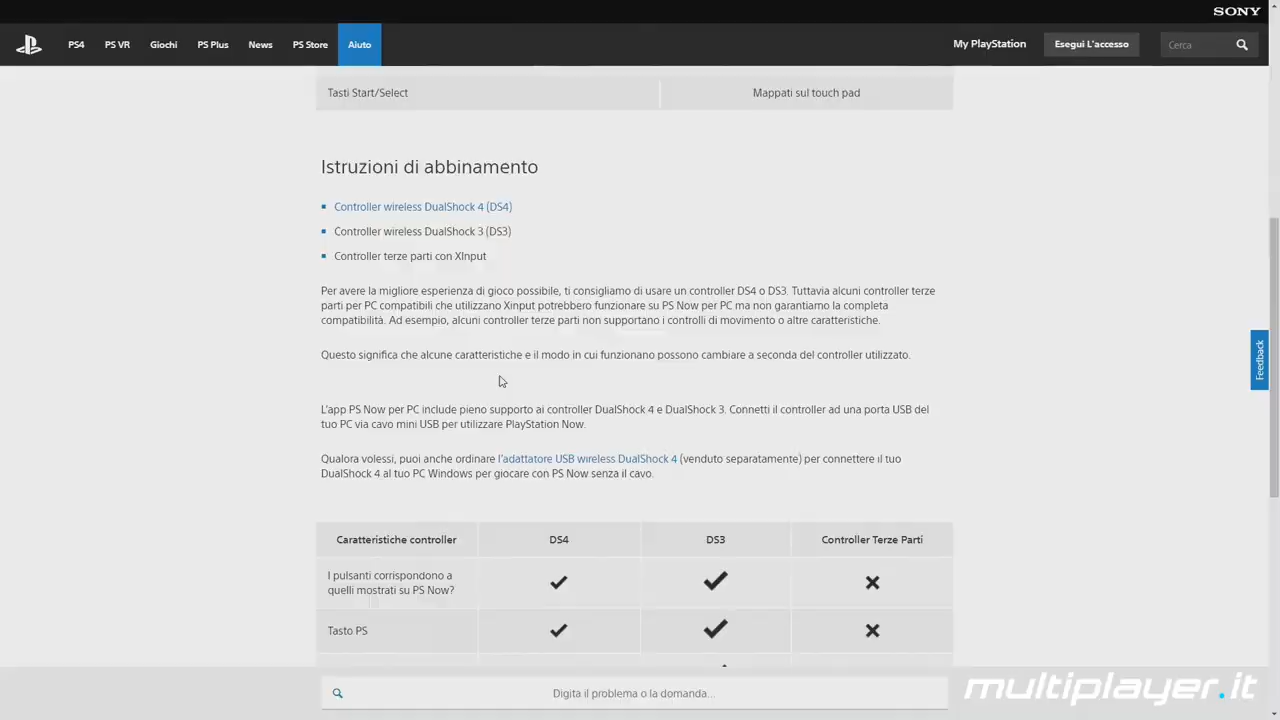 SONY
PS4 PS VR Giochi PS Plus News PS Store Aiuto My PlayStation Esegui L'accesso Cerca
Tasti Start/Select Mappati sul touch pad
Istruzioni di abbinamento
Controller wireless DualShock 4 (DS4)
Controller wireless DualShock 3 (DS3)
Controller terze parti con XInput
Per avere la migliore esperienza di gioco possibile, ti consigliamo di usare un controller DS4 o DS3. Tuttavia alcuni controller terze
parti per PC compatibili che utilizzano Xinput potrebbero funzionare su PS Now per PC ma non garantiamo la completa
compatibilità. Ad esempio, alcuni controller terze parti non supportano i controlli di movimento o altre caratteristiche.
Questo significa che alcune caratteristiche e il modo in cui funzionano possono cambiare a seconda del controller utilizzato.
Feedback
L'app PS Now per PC include pieno supporto ai controller DualShock 4 e DualShock 3. Connetti il controller ad una porta USB del
tuo PC via cavo mini USB per utilizzare PlayStation Now.
Qualora volessi, puoi anche ordinare l'adattatore USB wireless DualShock 4 (venduto separatamente) per connettere il tuo
DualShock 4 al tuo PC Windows per giocare con PS Now senza il cavo.
Caratteristiche controller DS4 DS3 Controller Terze Parti
I pulsanti corrispondono a
quelli mostrati su PS Now?
Tasto PS
Digita il problema o la domanda...
multiplayer.it